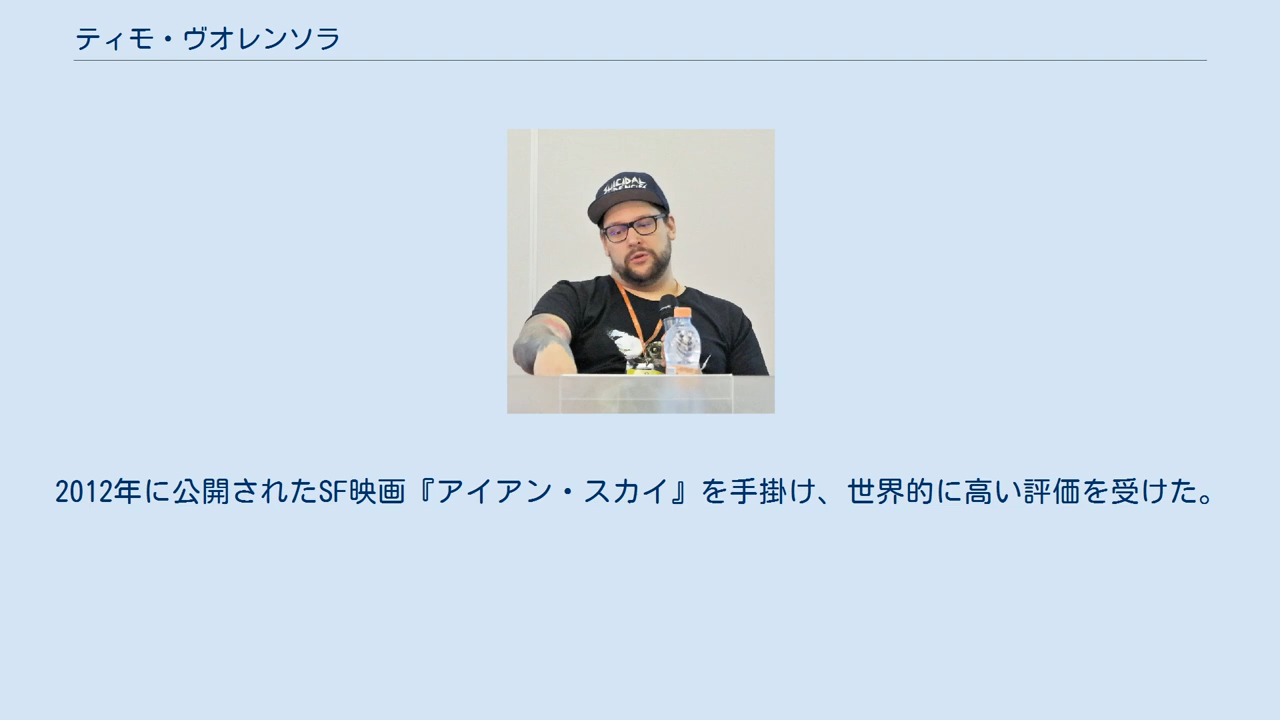 ティモ・ヴオレンソラ
SUICIDAL
2012年に公開されたSF映画『アイアン・スカイ』を手掛け、世界的に高い評価を受けた。